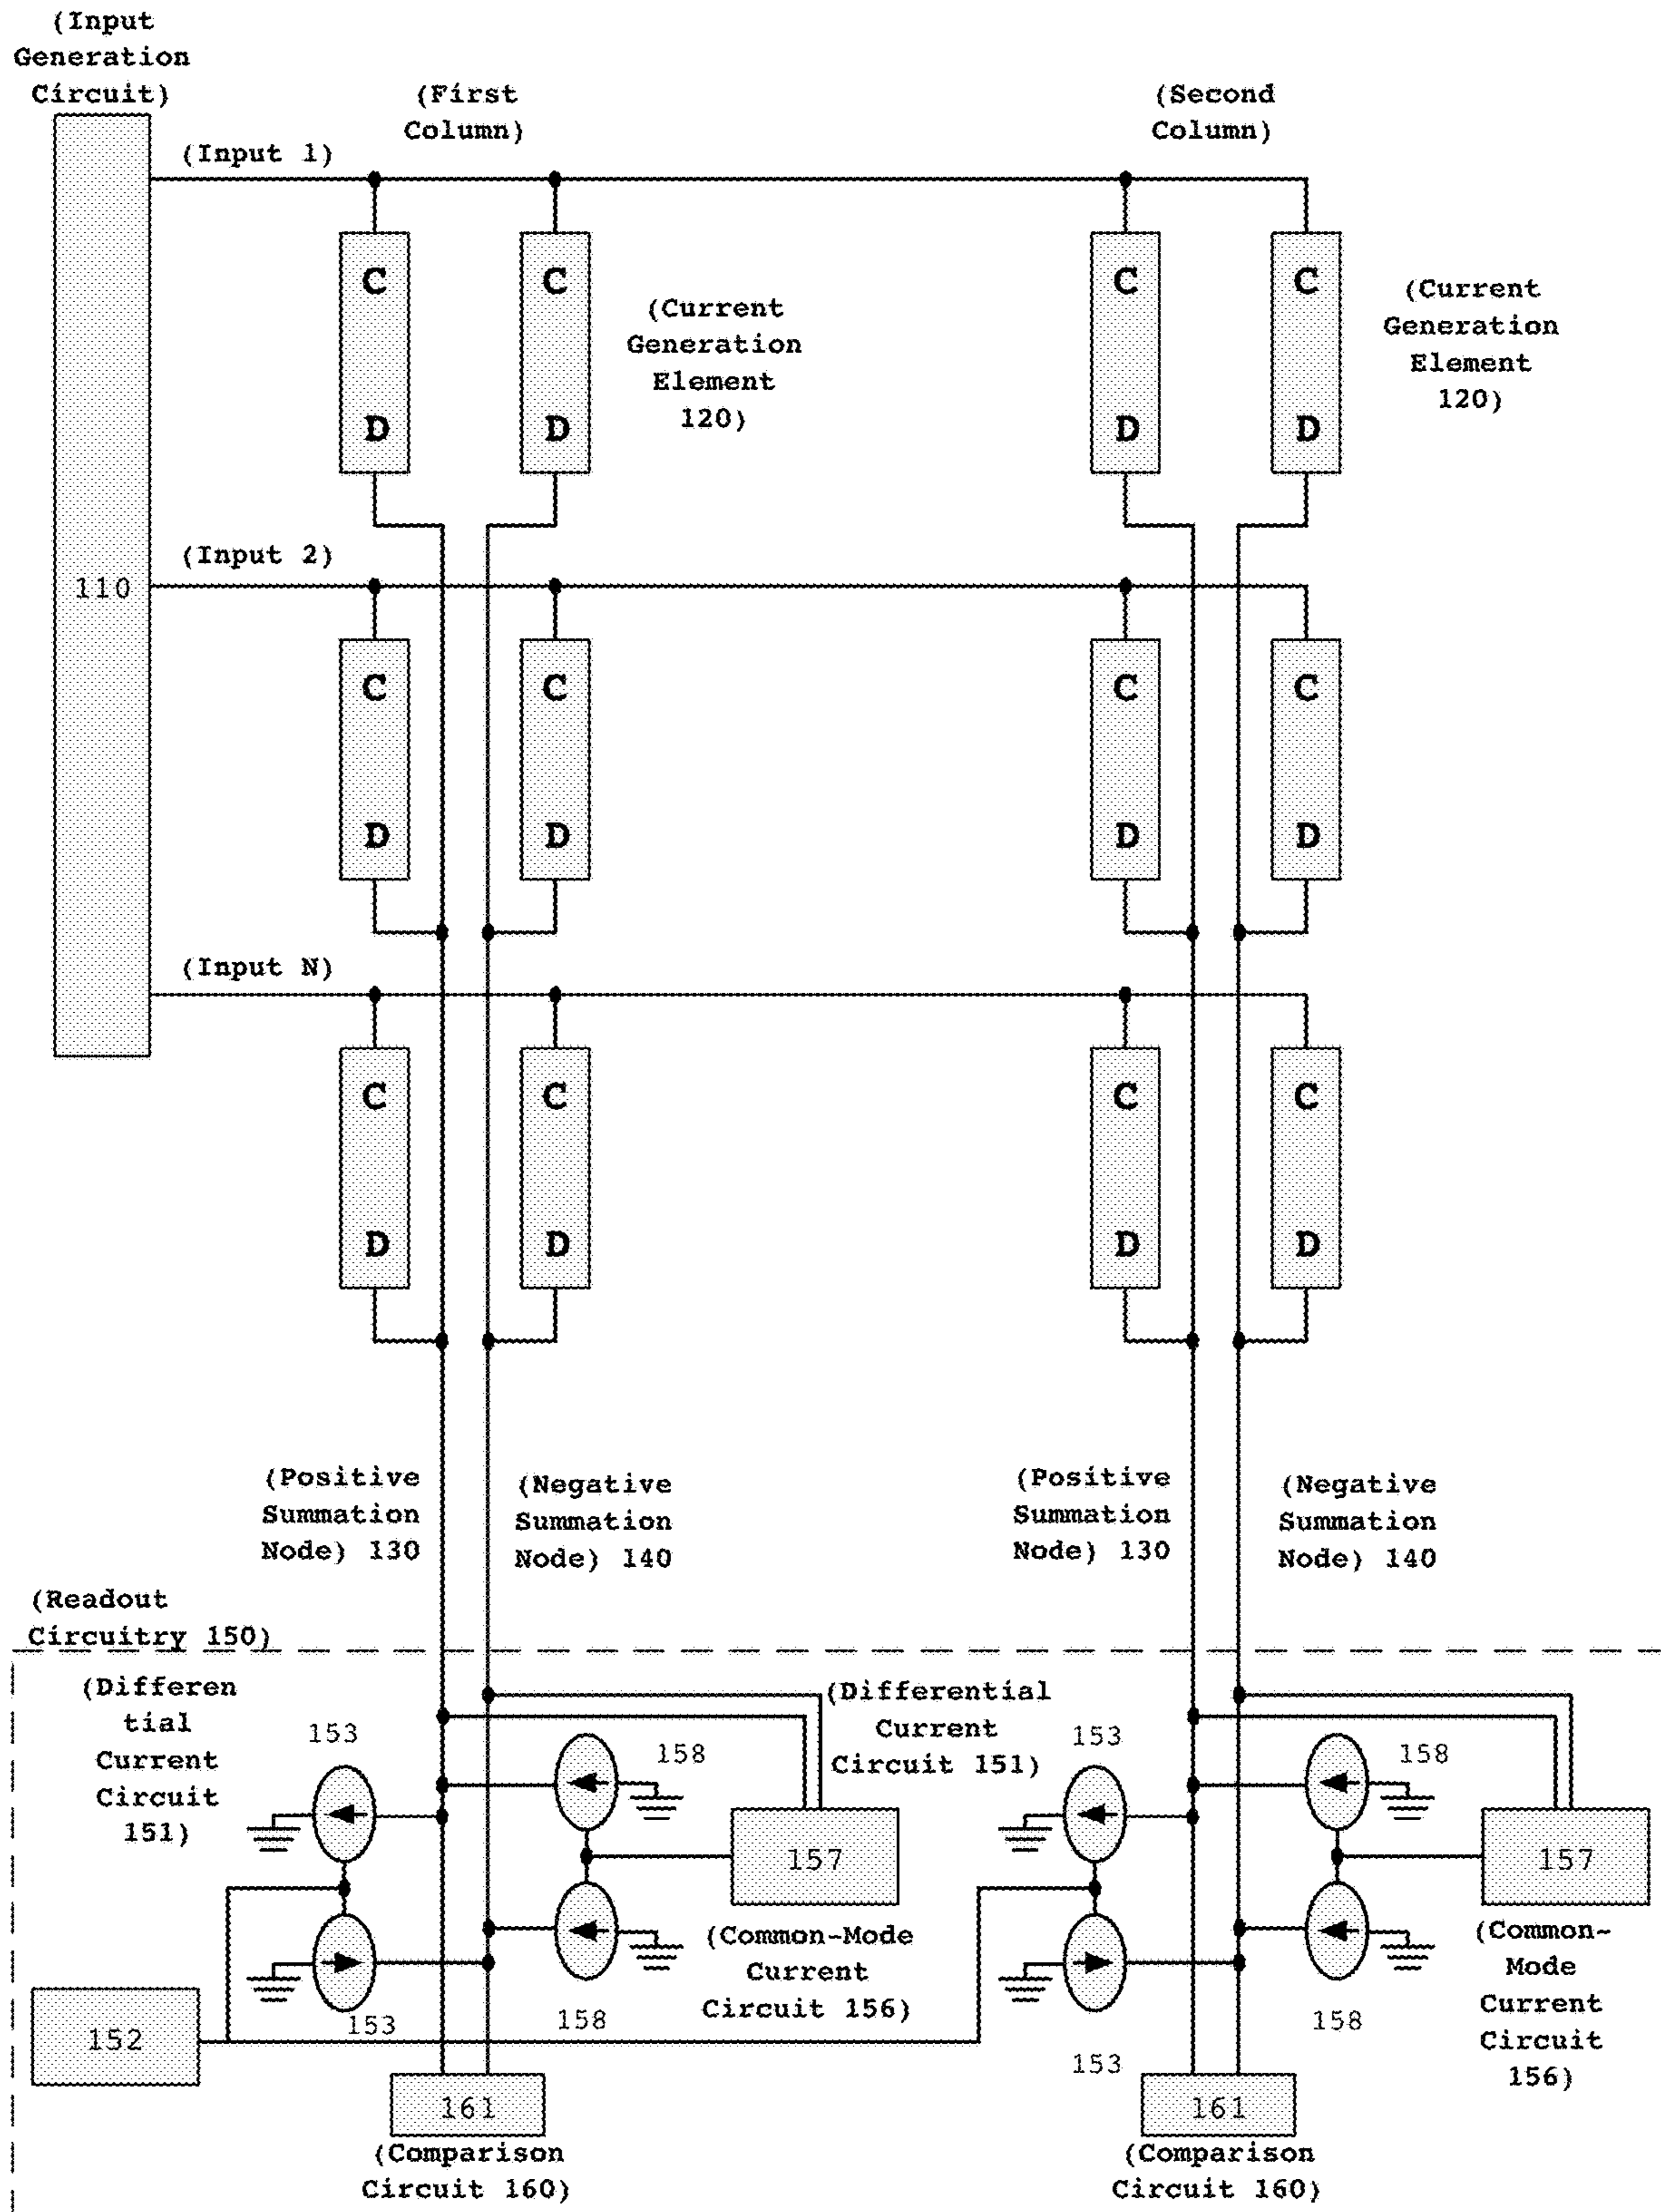 (Input
Generation
Circuit)
(First
Column)
(Second
Column)
(Input 1)
C
C
C
C
(Current
Generation
Element
120)
(Current
Generation
Element
120)
D
D
D
D
(Input 2)
110
C
C
C
C
D
D
D
D
(Input N)
C
C
C
C
D
D
D
D
(Positive
Summation
Node) 130
(Negative
Summation
Node) 140
(Positive
Summation
Node) 130
(Negative
Summation
Node) 140
(Readout
Circuitry 150)
(Differen
tial
Current
Circuit
151)
153
158
(Differential
Current
Circuit 151)
153
158
157
157
(Common-Mode
Current
Circuit 156)
(Common-
Mode
Current
Circuit
156)
152
153
158
153
158
161
161
(Comparison
Circuit 160)
(Comparison
Circuit 160)